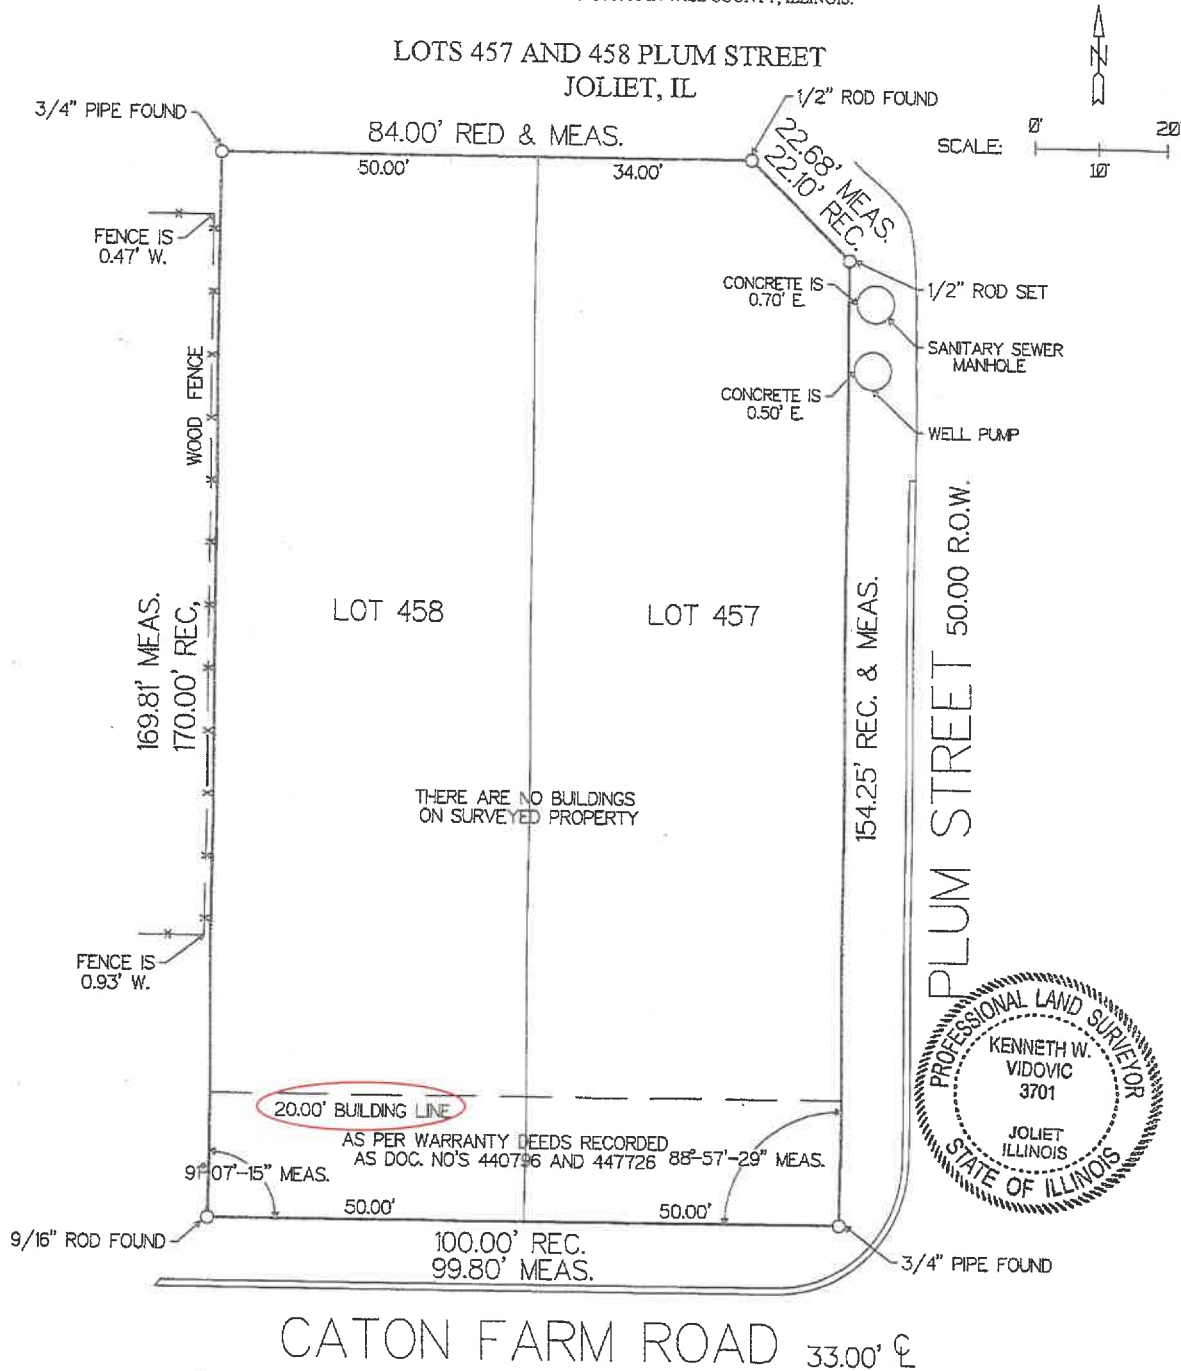 COUNTY, ILLINOIS.
LOTS 457 AND 458 PLUM STREET
JOLIET, IL
3/4" PIPE FOUND
1/2" ROD FOUND
84.00' RED & MEAS.
50.00'
34.00'
22.68' MEAS.
22.10' REC.
N
SCALE:
0'
20'
10'
FENCE IS
0.47' W.
CONCRETE IS
0.70' E.
1/2" ROD SET
SANITARY SEWER
MANHOLE
CONCRETE IS
0.50' E.
WELL PUMP
WOOD FENCE
LOT 458
LOT 457
169.81' MEAS.
170.00' REC,
154.25' REC. & MEAS.
PLUM STREET 50.00 R.O.W.
THERE ARE NO BUILDINGS
ON SURVEYED PROPERTY
FENCE IS
0.93' W.
PROFESSIONAL LAND SURVEYOR
KENNETH W.
VIDOVIC
3701
JOLIET
ILLINOIS
STATE OF ILLINOIS
20.00' BUILDING LINE
AS PER WARRANTY DEEDS RECORDED
AS DOC. NO'S 440796 AND 447726
91°-07'-15" MEAS.
88°-57'-29" MEAS.
50.00'
50.00'
9/16" ROD FOUND
100.00' REC.
99.80' MEAS.
3/4" PIPE FOUND
CATON FARM ROAD 33.00' ℄